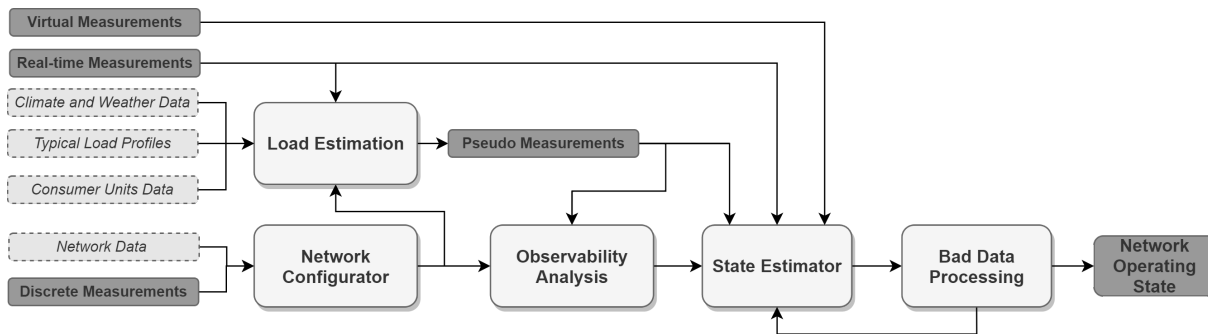 Virtual Measurements
Real-time Measurements
Climate and Weather Data
Typical Load Profiles
Consumer Units Data
Load Estimation
Pseudo Measurements
Network Data
Discrete Measurements
Network
Configurator
Observability
Analysis
State Estimator
Bad Data
Processing
Network
Operating
State